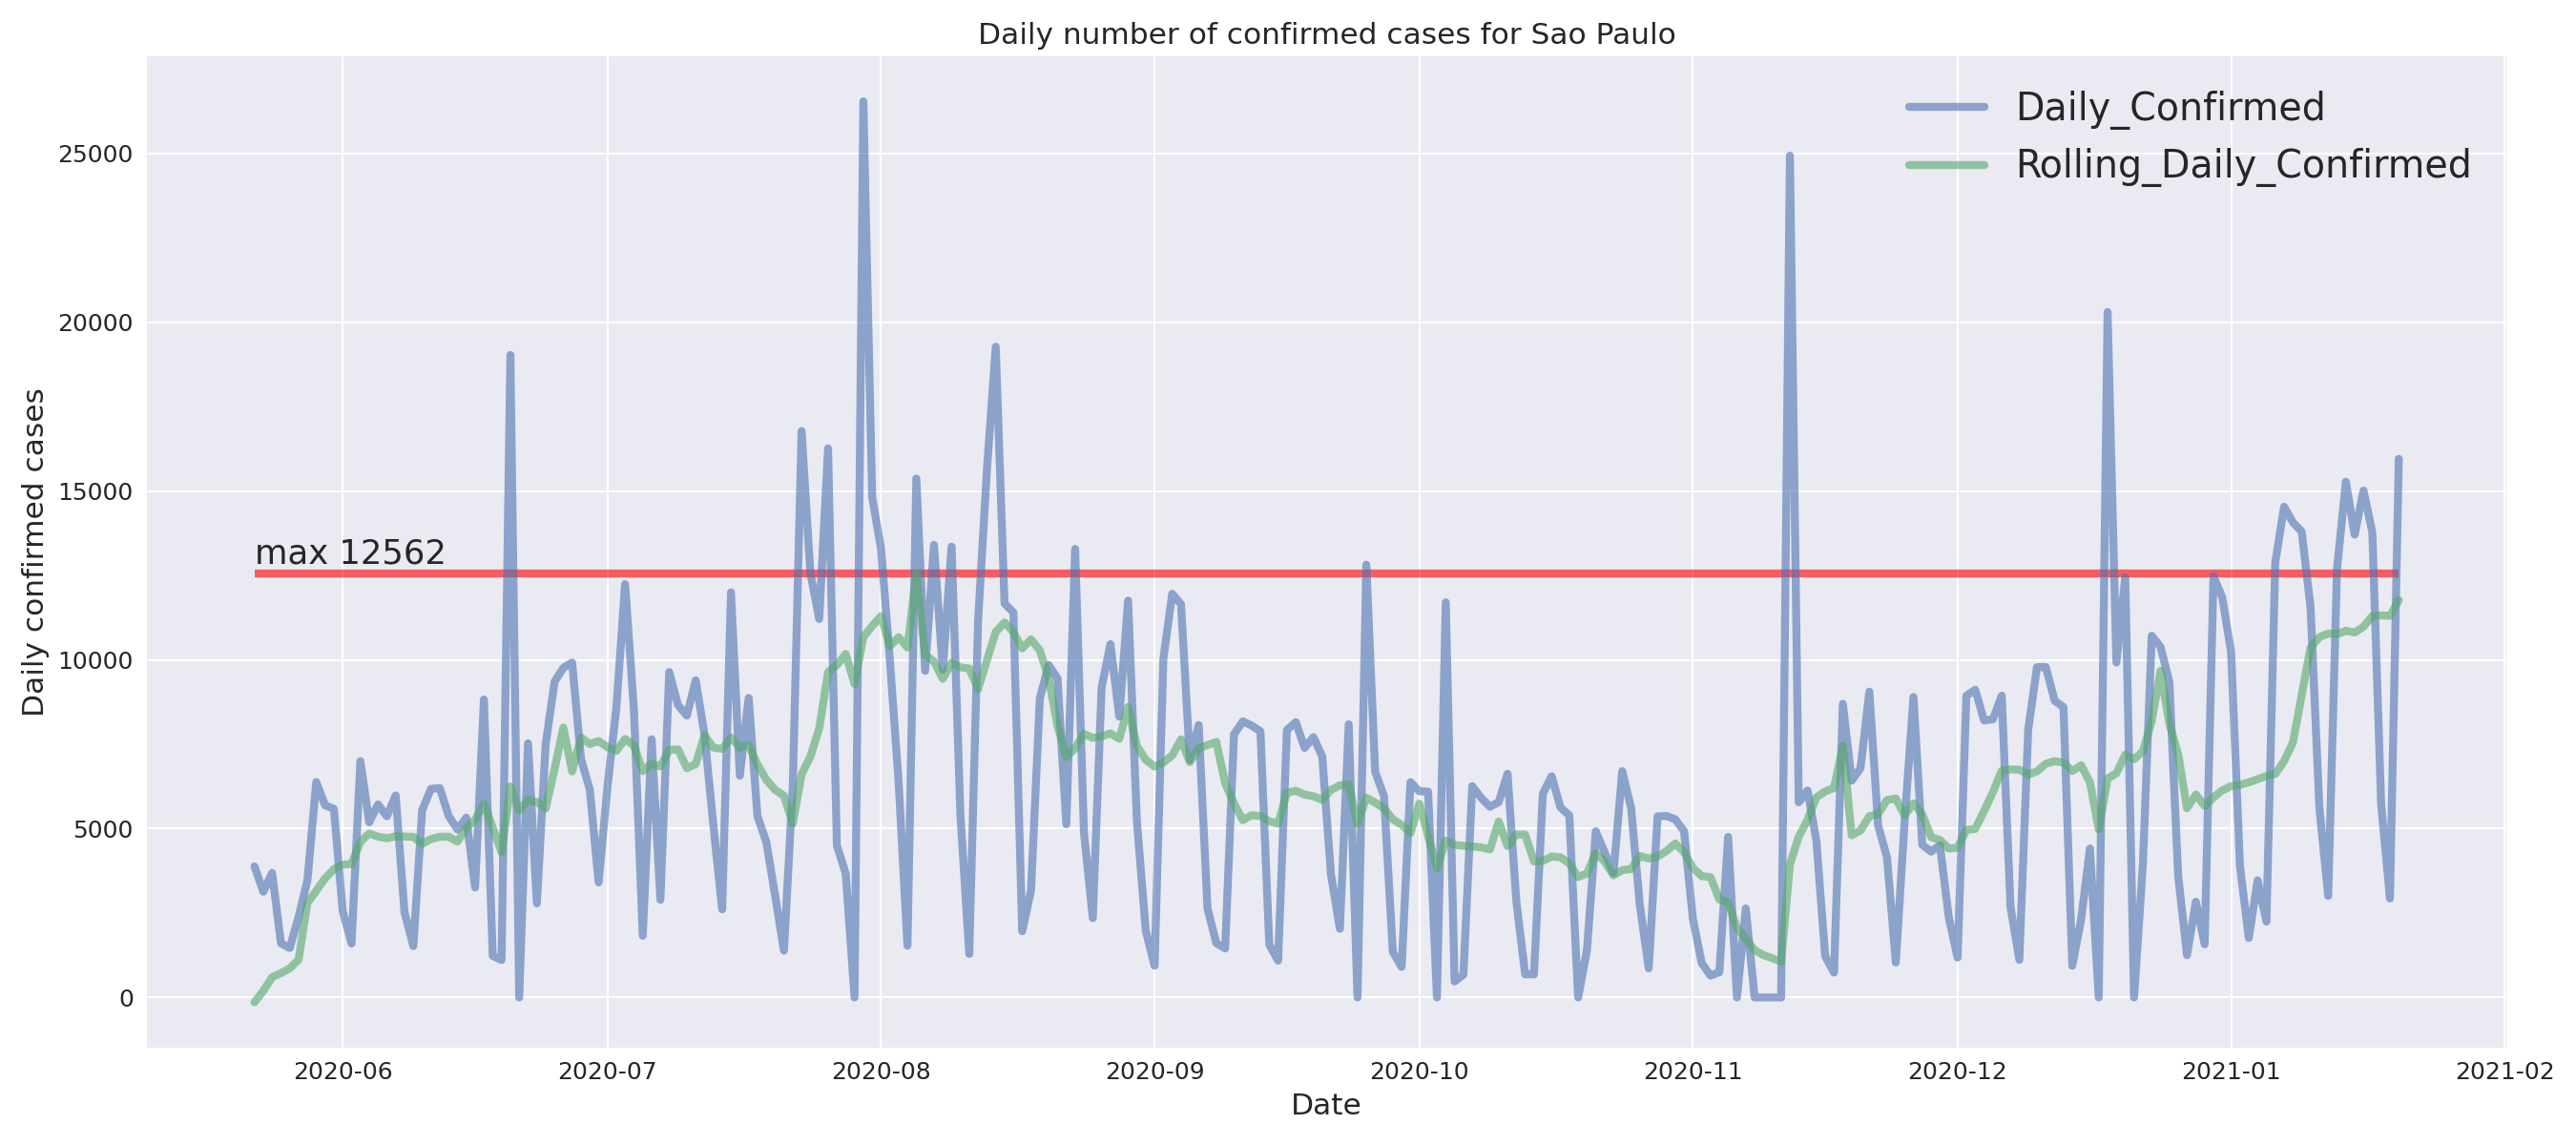 Daily number of confirmed cases for Sao Paulo
Daily_Confirmed
Rolling_Daily_Confirmed
25000
20000
15000
10000
5000
0
Daily confirmed cases
max 12562
2020-06 2020-07 2020-08 2020-09 2020-10 2020-11 2020-12 2021-01 2021-02
Date